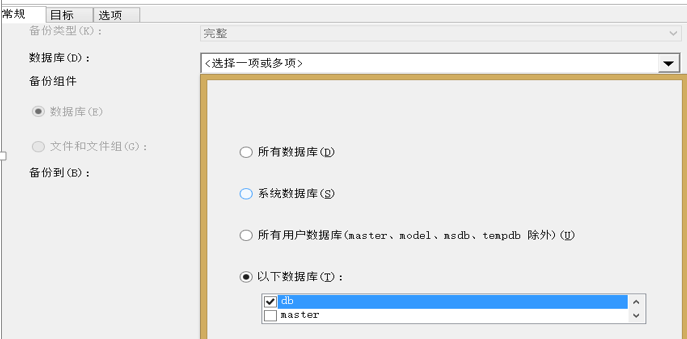 常规 目标 选项
备份类型(K): 完整
数据库(D): <选择一项或多项>
备份组件
数据库(E)
所有数据库(D)
文件和文件组(G):
备份到(B):
系统数据库(S)
所有用户数据库(master、model、msdb、tempdb 除外)(U)
以下数据库(T):
db
master